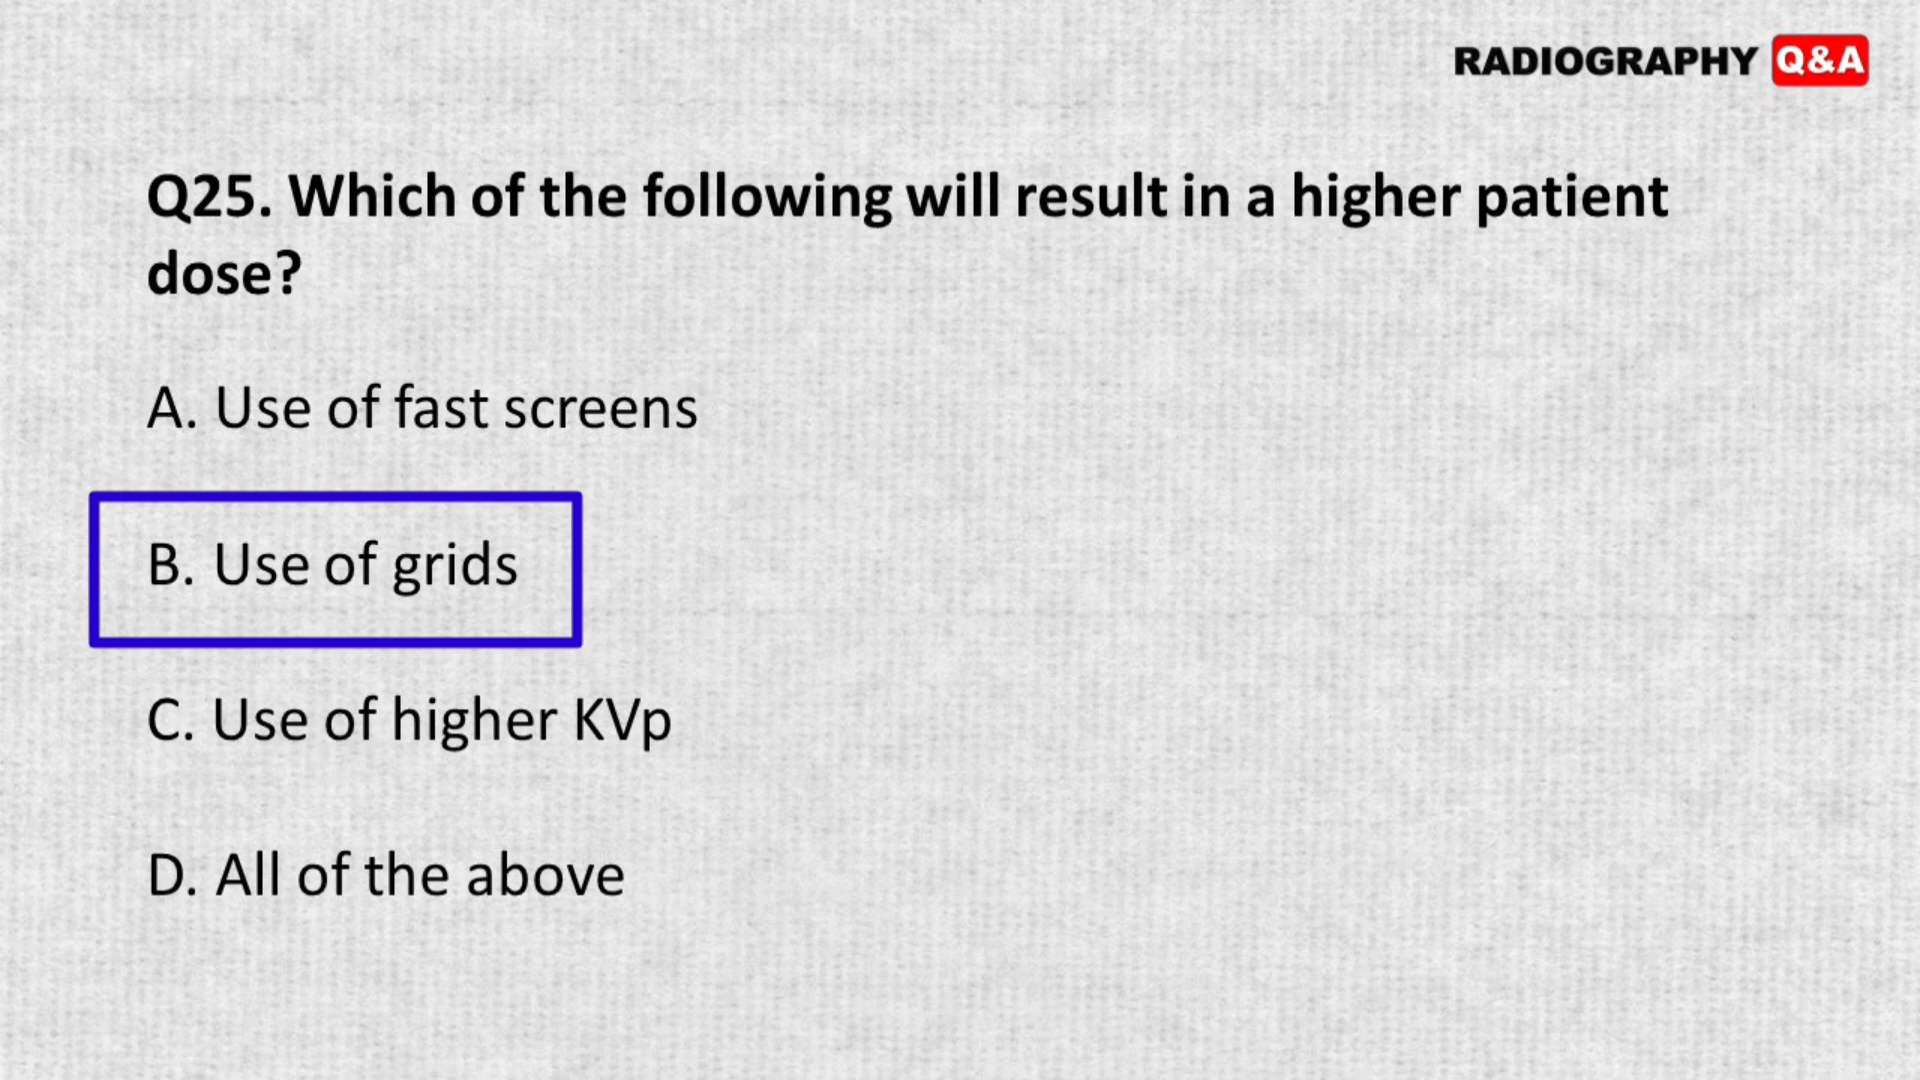 RADIOGRAPHY Q&A
Q25. Which of the following will result in a higher patient
dose?
A. Use of fast screens
B. Use of grids
C. Use of higher KVp
D. All of the above